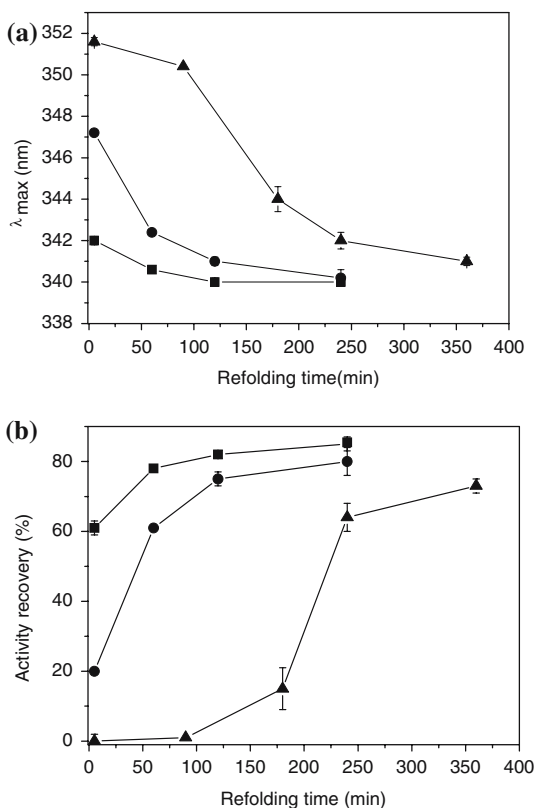 (a)
352
350
348
346
344
342
340
338
λ max (nm)
0 50 100 150 200 250 300 350 400
Refolding time(min)
(b)
80
60
40
20
0
Activity recovery (%)
0 50 100 150 200 250 300 350 400
Refolding time (min)